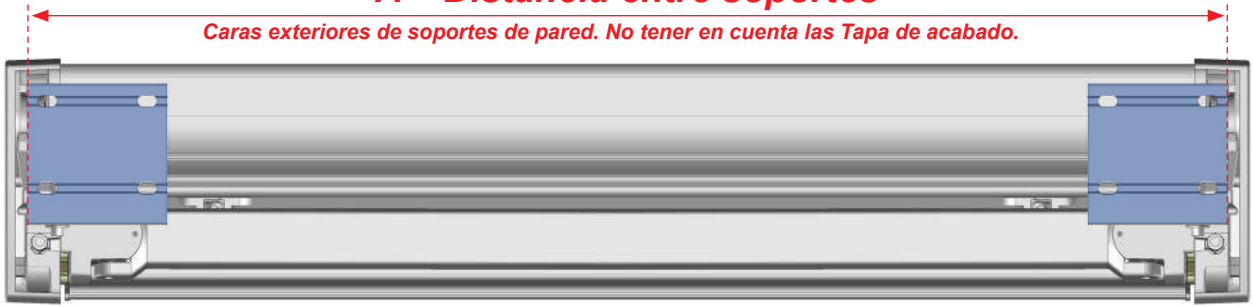 Distancia entre soportes
Caras exteriores de soportes de pared. No tener en cuenta las Tapa de acabado.